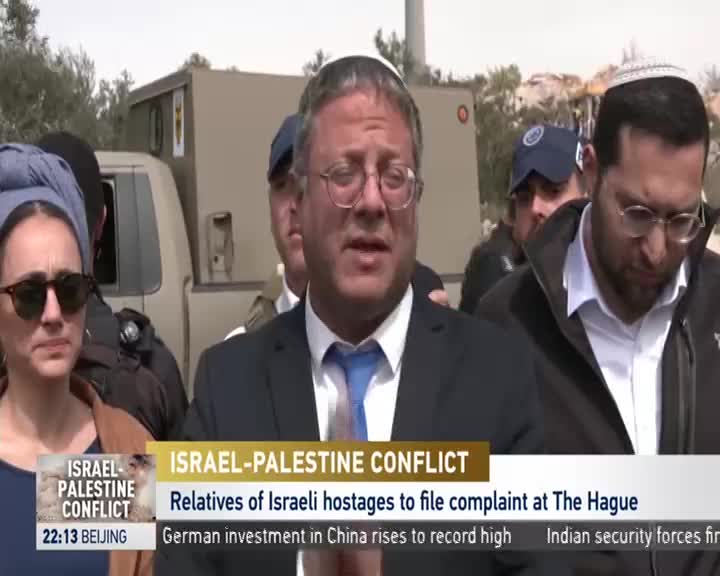 ISRAEL-PALESTINE CONFLICT
Relatives of Israeli hostages to file complaint at The Hague
ISRAEL-
PALESTINE
CONFLICT
22:13 BEIJING
German investment in China rises to record high
Indian security forces fir